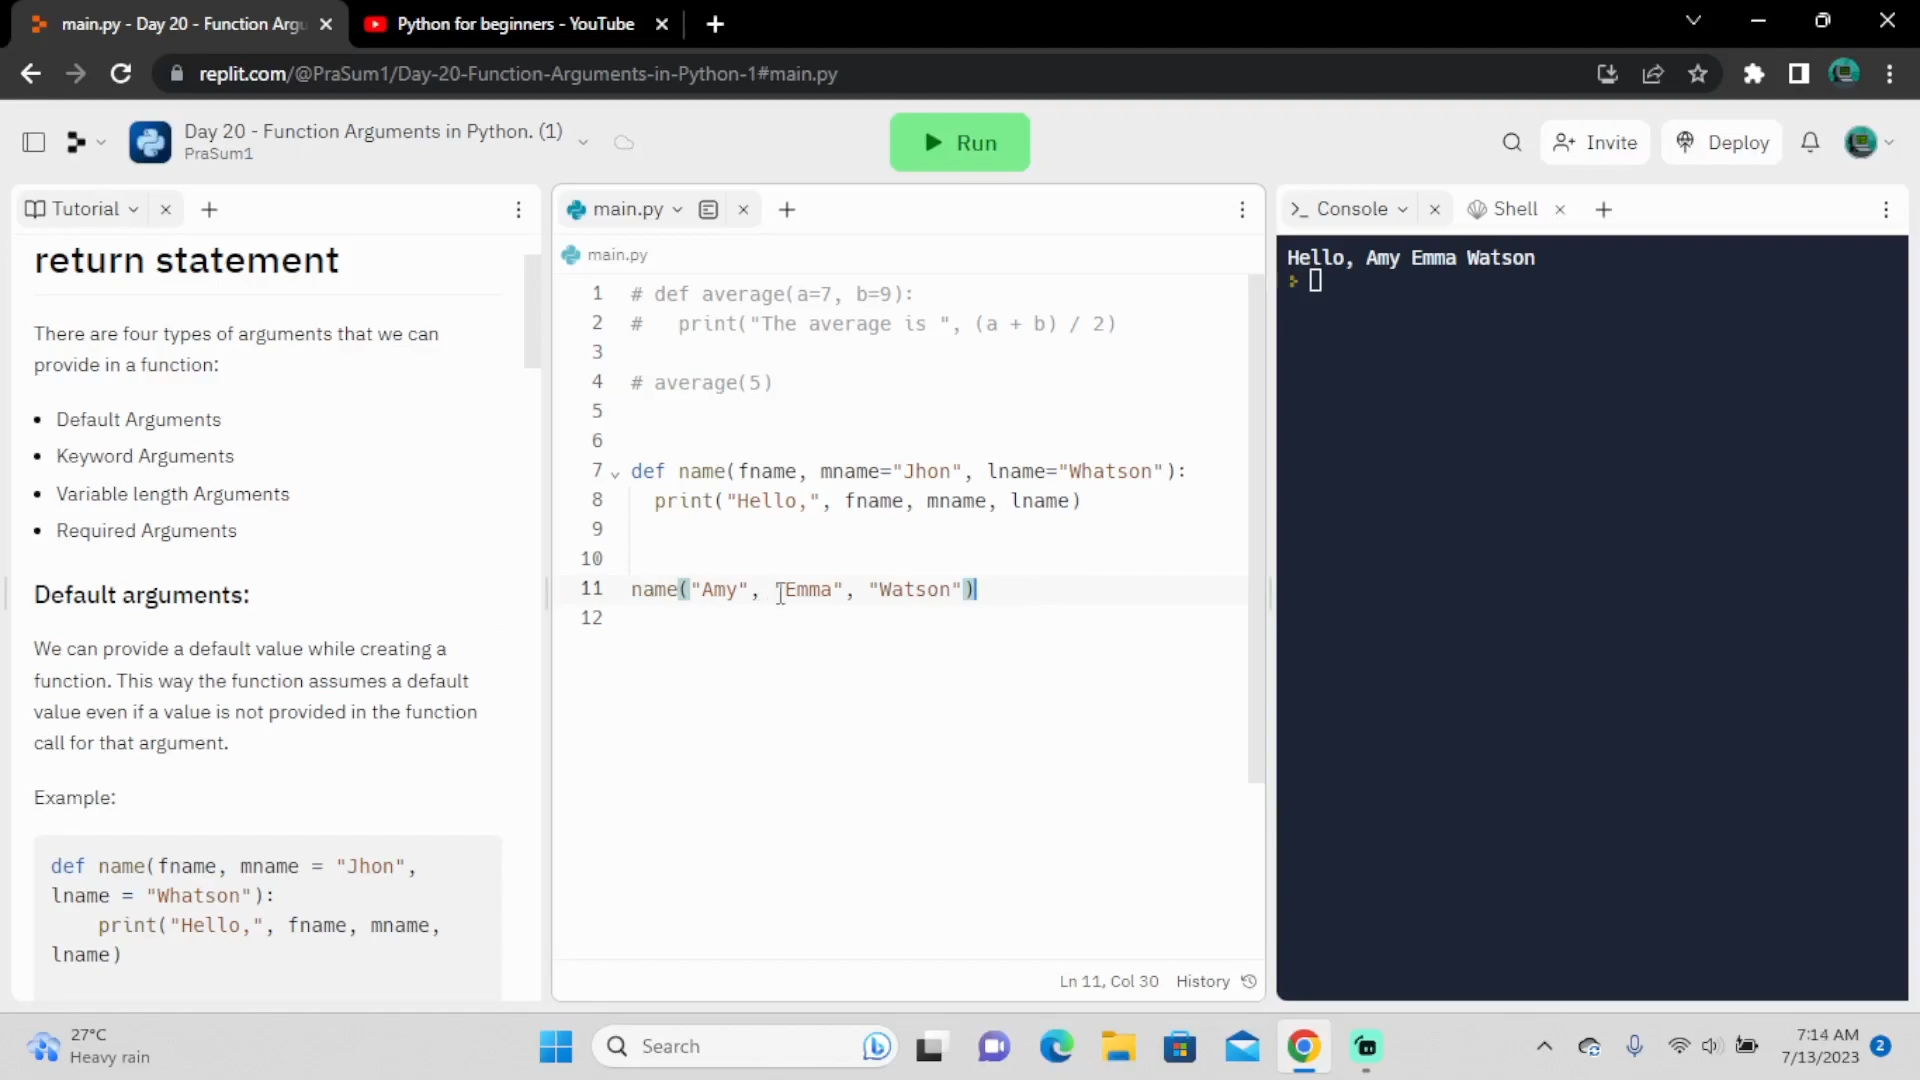 main.py - Day 20 - Function Argu
Python for beginners - YouTube
replit.com/@PraSum1/Day-20-Function-Arguments-in-Python-1#main.py
Day 20 - Function Arguments in Python. (1)
PraSum1
Run
Invite
Deploy
Tutorial
return statement
There are four types of arguments that we can
provide in a function:
• Default Arguments
• Keyword Arguments
• Variable length Arguments
• Required Arguments
Default arguments:
We can provide a default value while creating a
function. This way the function assumes a default
value even if a value is not provided in the function
call for that argument.
Example:
def name(fname, mname = "Jhon",
lname = "Whatson"):
    print("Hello,", fname, mname,
lname)
main.py
main.py
1 # def average(a=7, b=9):
2 #   print("The average is ", (a + b) / 2)
3
4 # average(5)
5
6
7 def name(fname, mname="Jhon", lname="Whatson"):
8   print("Hello,", fname, mname, lname)
9
10
11 name("Amy", "Emma", "Watson")
12
Ln 11, Col 30 History
Console
Shell
Hello, Amy Emma Watson
27°C
Heavy rain
Search
7:14 AM
7/13/2023
2